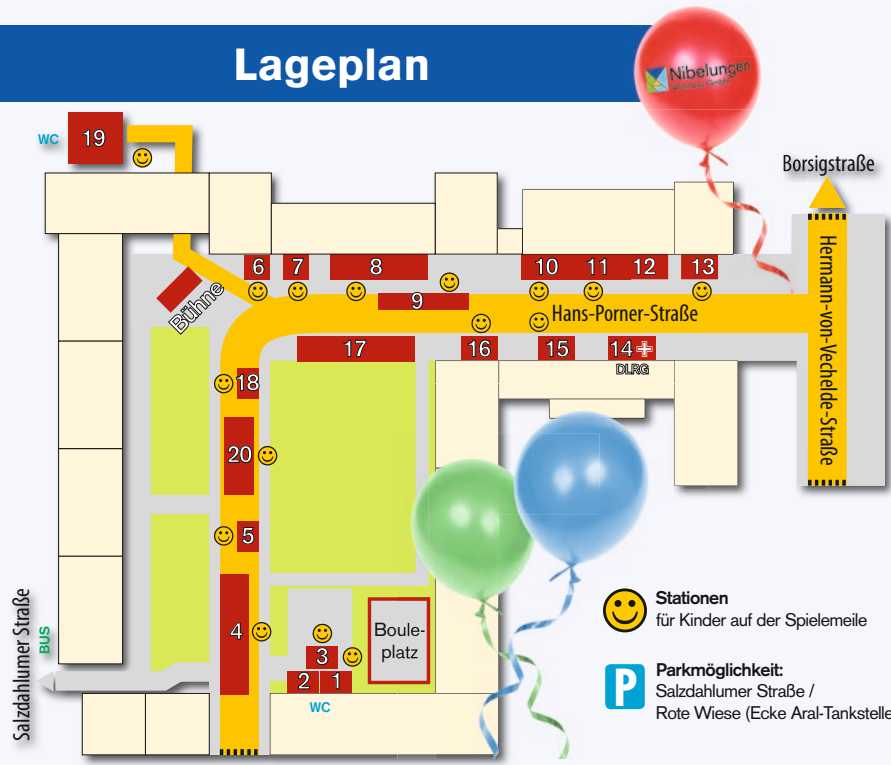 Lageplan
Nibelungen
Borsigstraße
WC
19
6
7
8
10
11
12
13
9
Bühne
Hans-Porner-Straße
Hermann-von-Vechelde-Straße
17
16
15
14
DLRG
18
20
5
4
3
2
1
WC
Boule-
platz
Salzdahlumer Straße
BUS
Stationen
für Kinder auf der Spielemeile
P
Parkmöglichkeit:
Salzdahlumer Straße /
Rote Wiese (Ecke Aral-Tankstelle